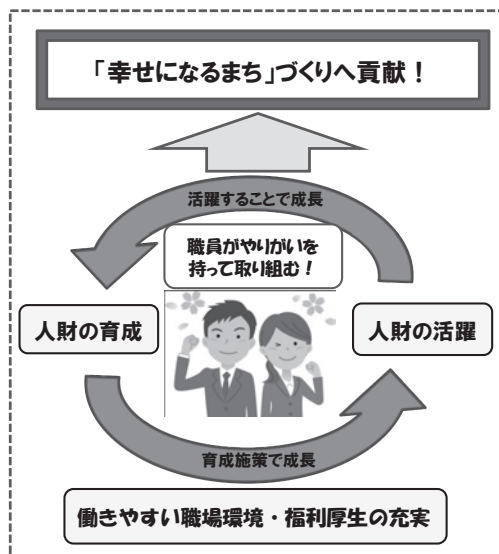 「幸せになるまち」づくりへ貢献！
活躍することで成長
職員がやりがいを
持って取り組む！
人財の育成
人財の活躍
育成施策で成長
働きやすい職場環境・福利厚生の充実